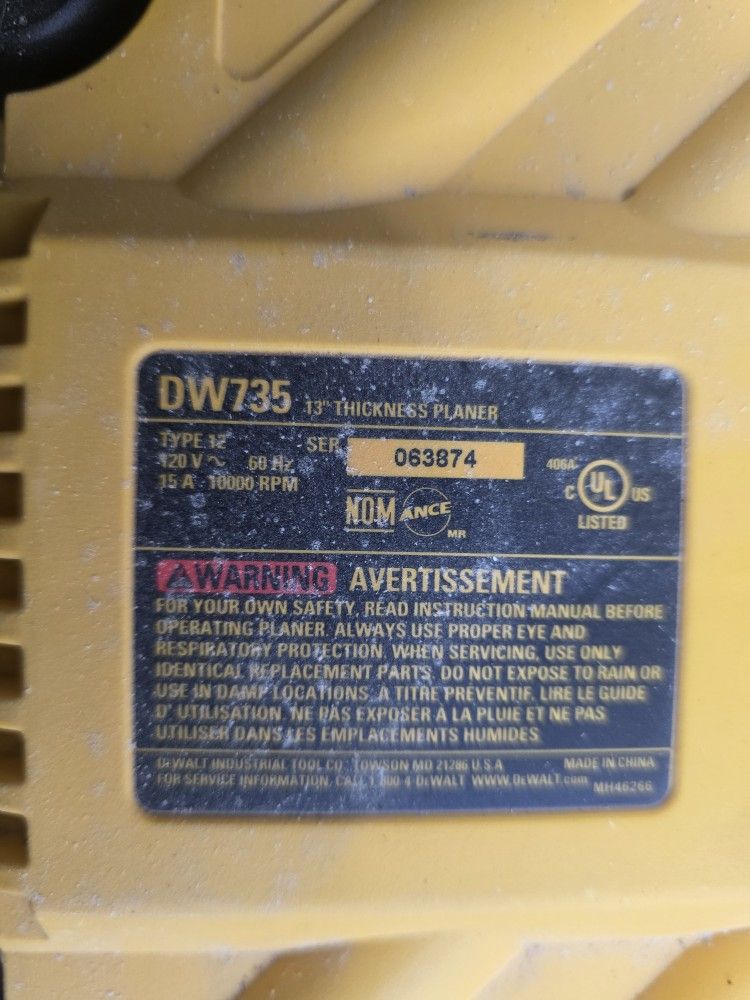 DW735 13" THICKNESS PLANER
TYPE 12
120 V ~ 60 Hz
15 A 10000 RPM
SER
063874
NOM
ANCE
MR
406A
C UL US
LISTED
WARNING AVERTISSEMENT
FOR YOUR OWN SAFETY, READ INSTRUCTION MANUAL BEFORE
OPERATING PLANER. ALWAYS USE PROPER EYE AND
RESPIRATORY PROTECTION. WHEN SERVICING, USE ONLY
IDENTICAL REPLACEMENT PARTS. DO NOT EXPOSE TO RAIN OR
USE IN DAMP LOCATIONS. A TITRE PREVENTIF, LIRE LE GUIDE
D' UTILISATION. NE PAS EXPOSER A LA PLUIE ET NE PAS
UTILISER DANS LES EMPLACEMENTS HUMIDES
DEWALT INDUSTRIAL TOOL CO., TOWSON MD 21286 U.S.A MADE IN CHINA
FOR SERVICE INFORMATION, CALL 1-800-4-DEWALT WWW.DEWALT.com MH46266